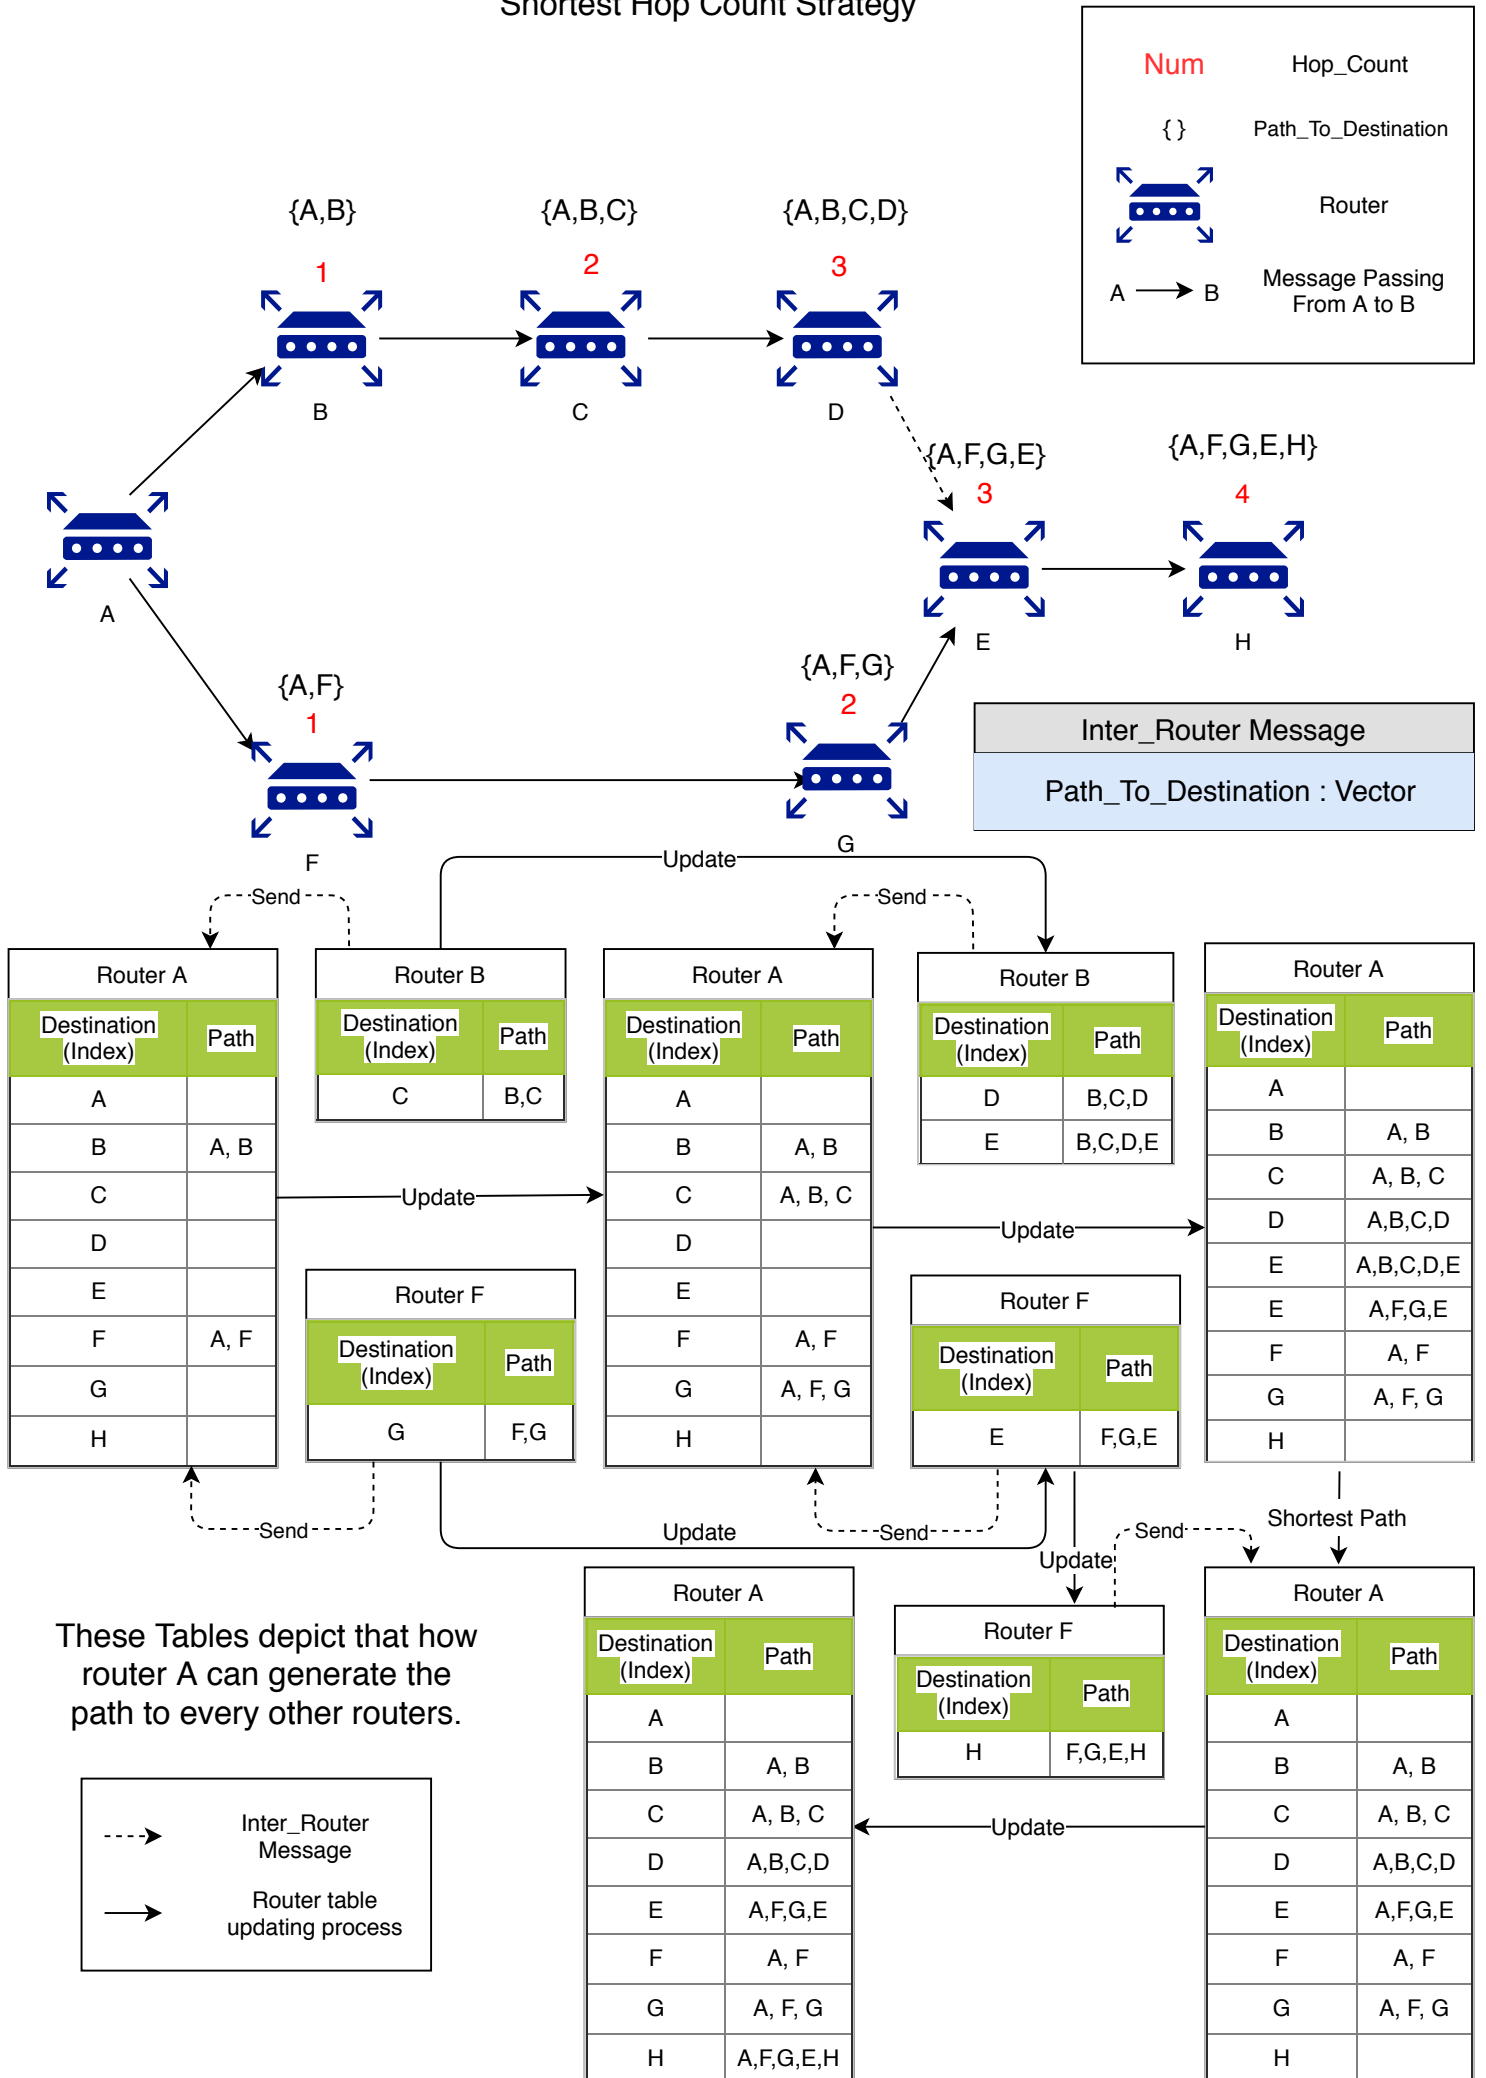 Shortest Hop Count Strategy
Num Hop_Count
{ } Path_To_Destination
Router
A B Message Passing
From A to B
{A,B} {A,B,C} {A,B,C,D}
1 2 3
B C D
{A,F,G,E} {A,F,G,E,H}
3 4
A
E H
{A,F} {A,F,G}
1 2
F G
Inter_Router Message
Path_To_Destination : Vector
Update
Send
Send
Router A
Destination
(Index) Path
A
B A, B
C
D
E
F A, F
G
H
Router B
Destination
(Index) Path
C B,C
Update
Router F
Destination
(Index) Path
G F,G
Send
Update
Router A
Destination
(Index) Path
A
B A, B
C A, B, C
D
E
F A, F
G A, F, G
H
Router B
Destination
(Index) Path
D B,C,D
E B,C,D,E
Update
Router F
Destination
(Index) Path
E F,G,E
Send
Update
Send
Router A
Destination
(Index) Path
A
B A, B
C A, B, C
D A,B,C,D
E A,B,C,D,E
E A,F,G,E
F A, F
G A, F, G
H
Shortest Path
These Tables depict that how
router A can generate the
path to every other routers.
Inter_Router
Message
Router table
updating process
Router A
Destination
(Index) Path
A
B A, B
C A, B, C
D A,B,C,D
E A,F,G,E
F A, F
G A, F, G
H A,F,G,E,H
Router F
Destination
(Index) Path
H F,G,E,H
Update
Router A
Destination
(Index) Path
A
B A, B
C A, B, C
D A,B,C,D
E A,F,G,E
F A, F
G A, F, G
H